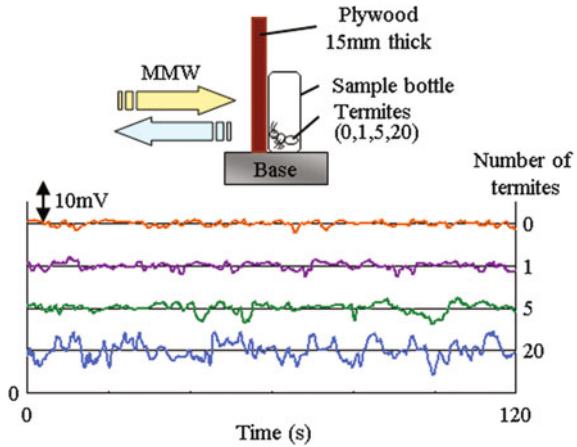 Plywood
15mm thick
MMW
Sample bottle
Termites
(0,1,5,20)
Base
Number of
termites
10mV
0
1
5
20
0
0
120
Time (s)